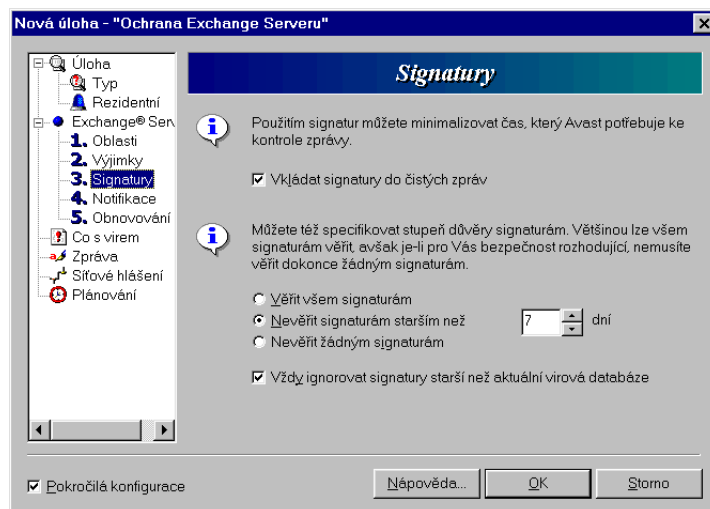 Nová úloha - "Ochrana Exchange Serveru"
Úloha
Typ
Rezidentní
Exchange® Ser
1. Oblasti
2. Výjimky
3. Signatury
4. Notifikace
5. Obnovování
Co s virem
Zpráva
Síťové hlášení
Plánování
Signatury
Použitím signatur můžete minimalizovat čas, který Avast potřebuje ke
kontrole zprávy.
Vkládat signatury do čistých zpráv
Můžete též specifikovat stupeň důvěry signaturám. Většinou lze všem
signaturám věřit, avšak je-li pro Vás bezpečnost rozhodující, nemusíte
věřit dokonce žádným signaturám.
Věřit všem signaturám
Nevěřit signaturám starším než 7 dní
Nevěřit žádným signaturám
Vždy ignorovat signatury starší než aktuální virová databáze
Pokročilá konfigurace
Nápověda...
OK
Storno